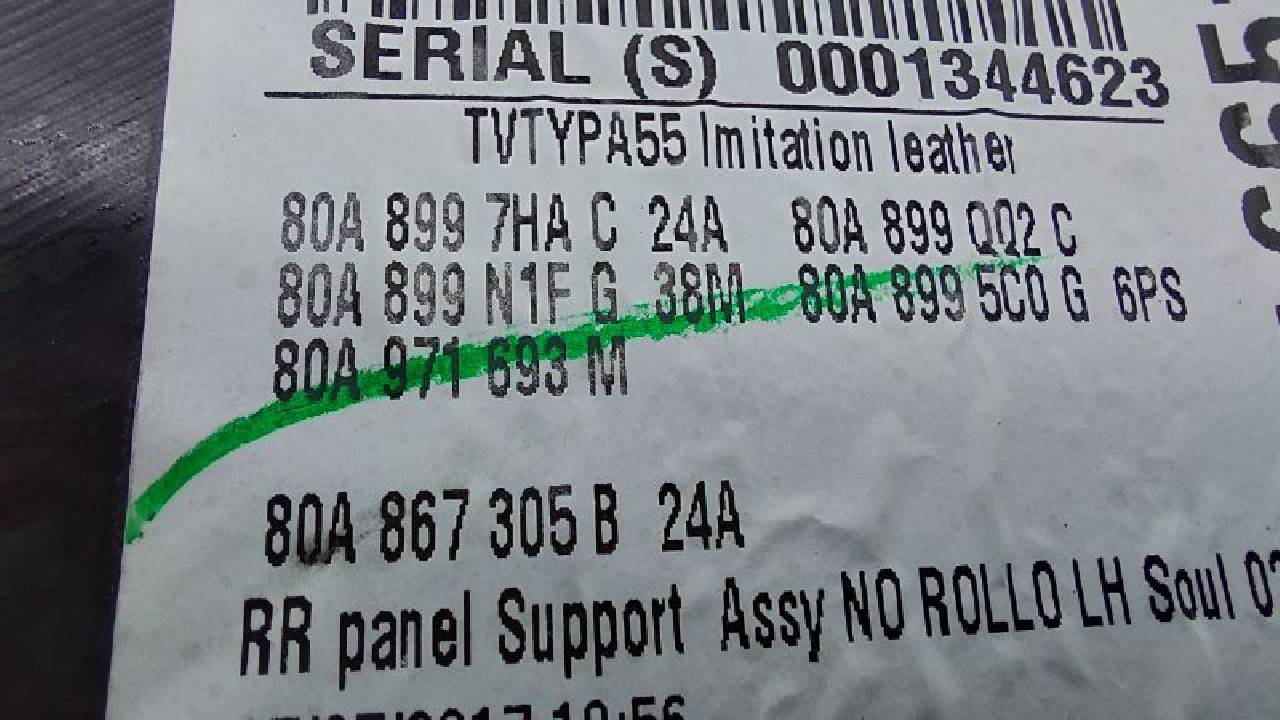 SERIAL (S) 0001344623
TVTYPA55 Imitation leather
80A 899 7HA C 24A 80A 899 QQ2 C
80A 899 N1F G 38M 80A 899 5C0 G 6PS
80A 971 693 M
80A 867 305 B 24A
RR panel Support Assy NO ROLLO LH Soul